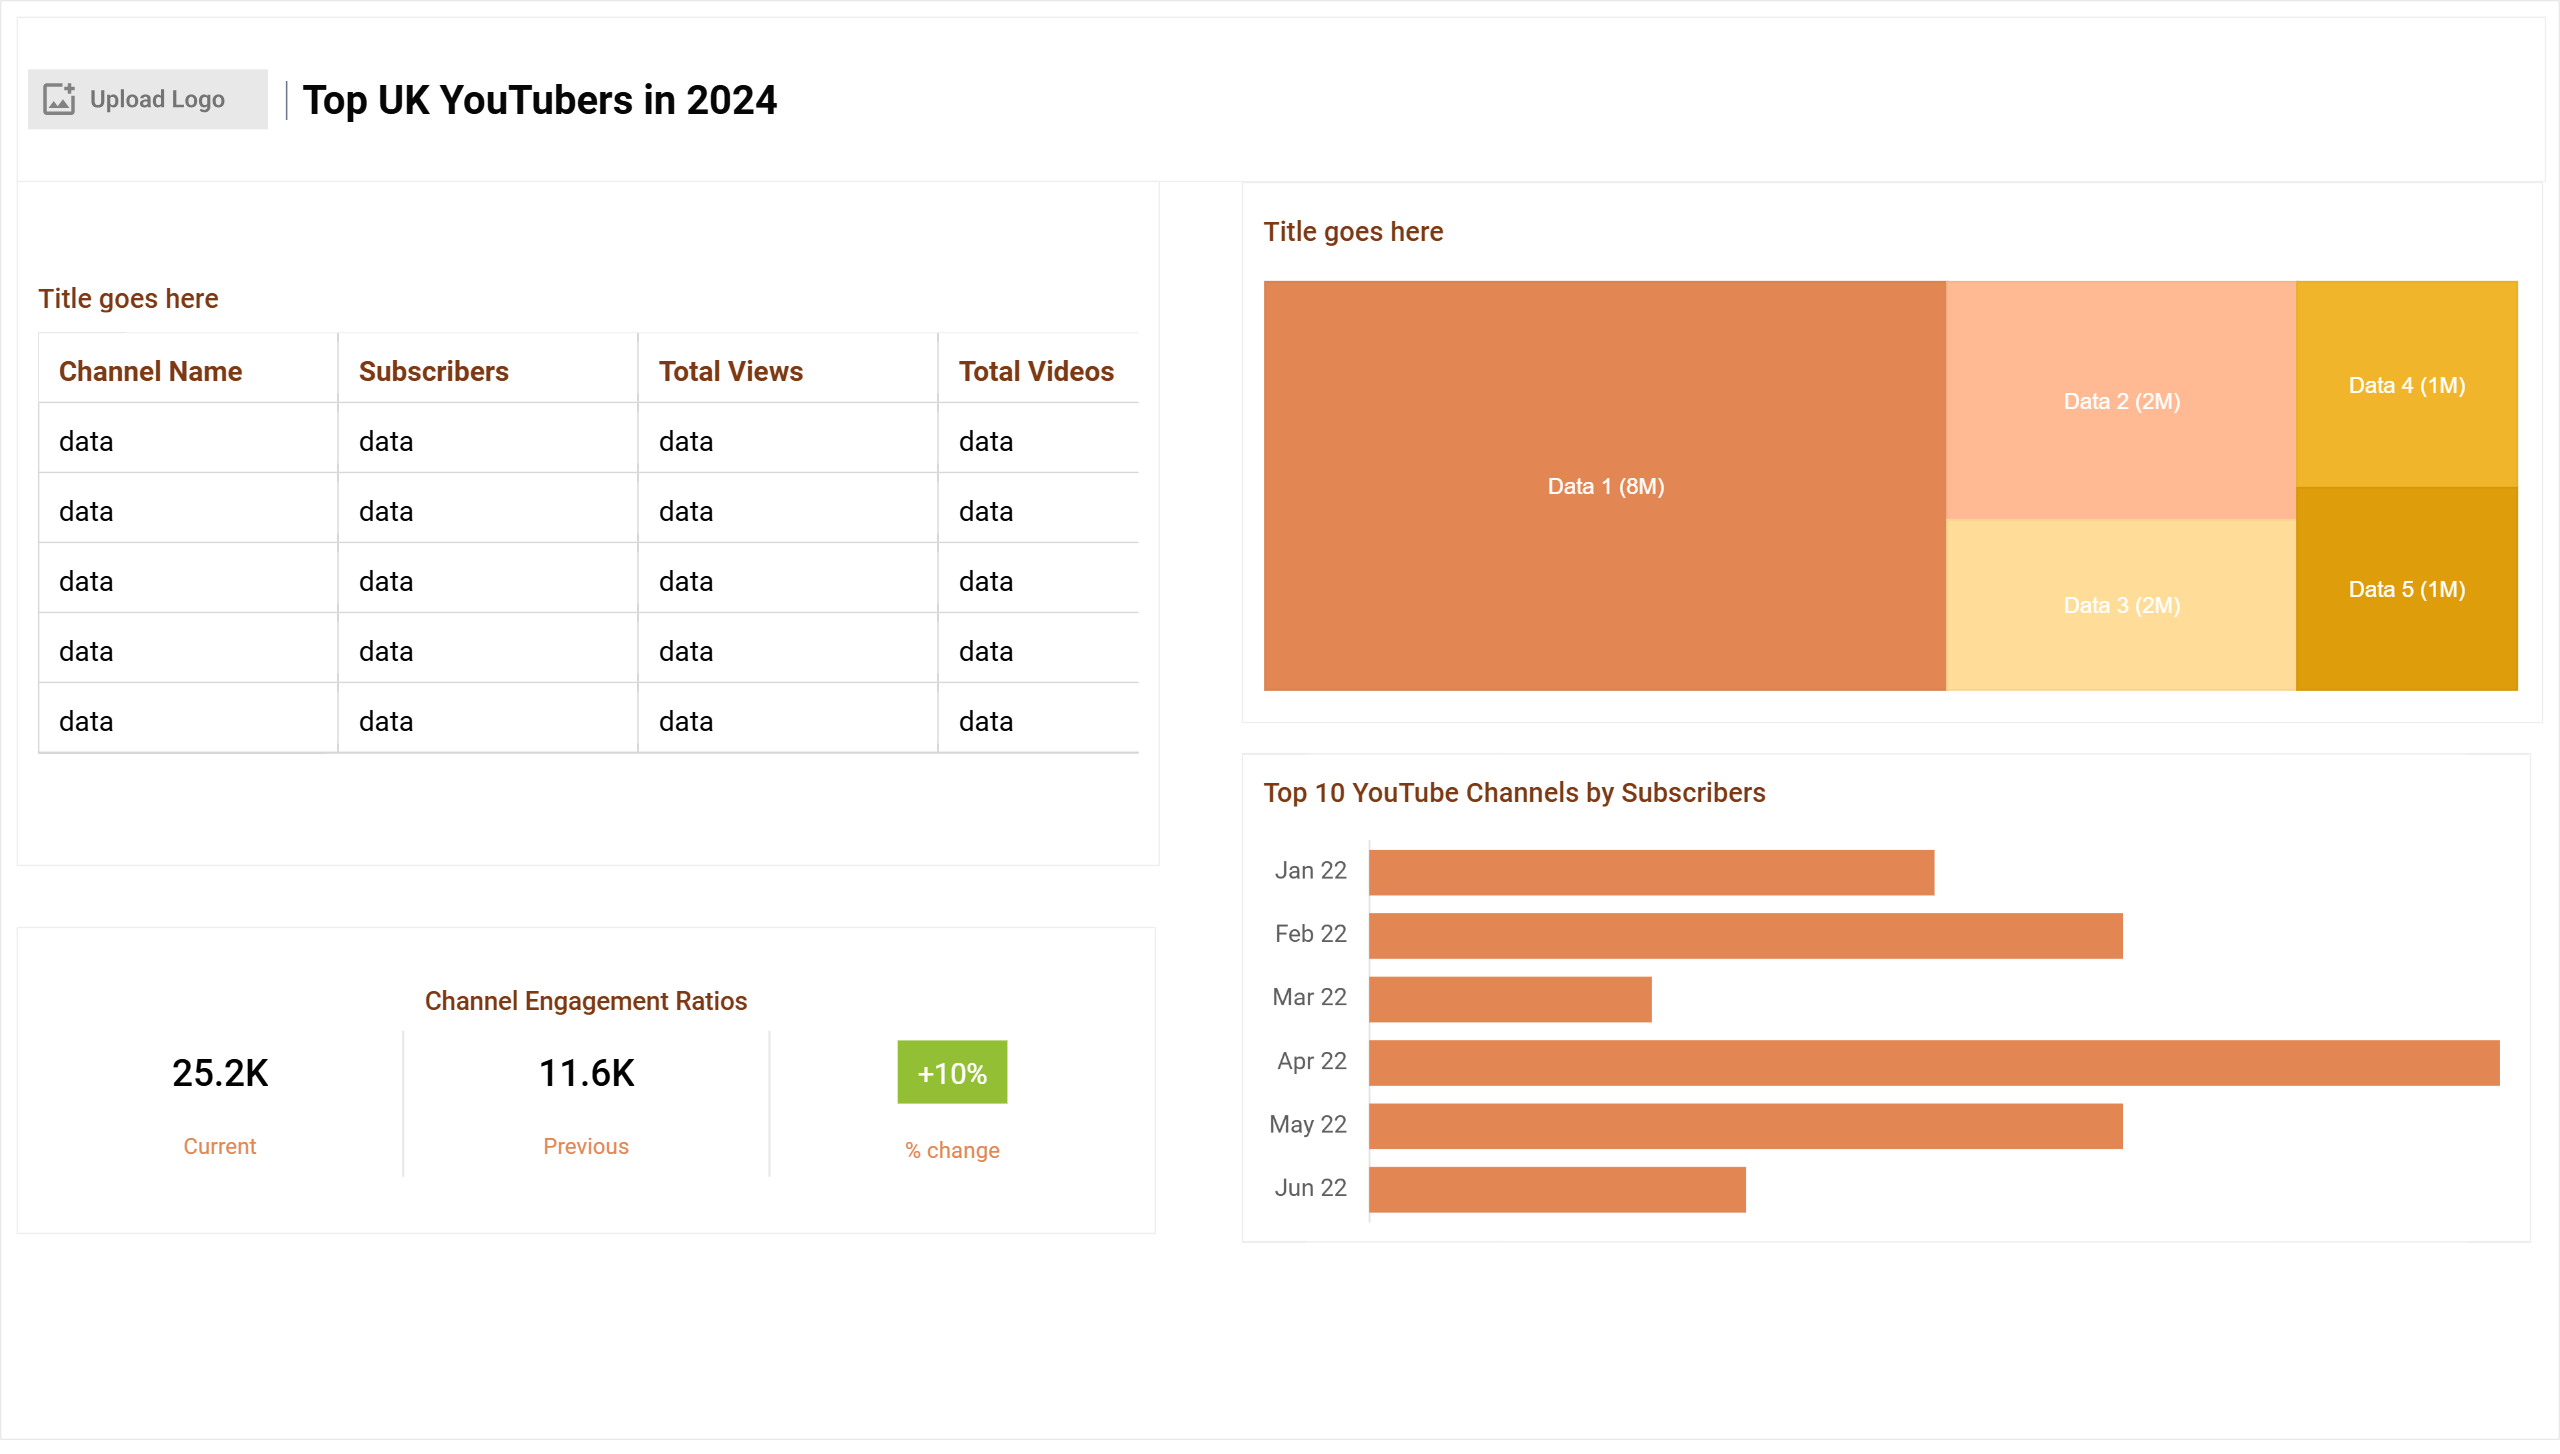 Upload Logo
Top UK YouTubers in 2024
Title goes here
Channel Name Subscribers Total Views Total Videos
data data data data
data data data data
data data data data
data data data data
data data data data
Channel Engagement Ratios
25.2K 11.6K +10%
Current Previous % change
Title goes here
Data 1 (8M)
Data 2 (2M)
Data 3 (2M)
Data 4 (1M)
Data 5 (1M)
Top 10 YouTube Channels by Subscribers
Jan 22
Feb 22
Mar 22
Apr 22
May 22
Jun 22